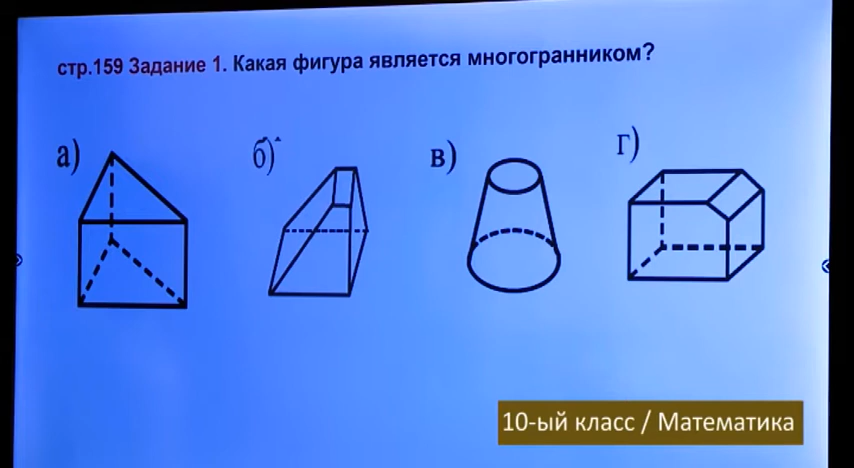 стр.159 Задание 1. Какая фигура является многогранником?
а) б) в) г)
10-ый класс / Математика